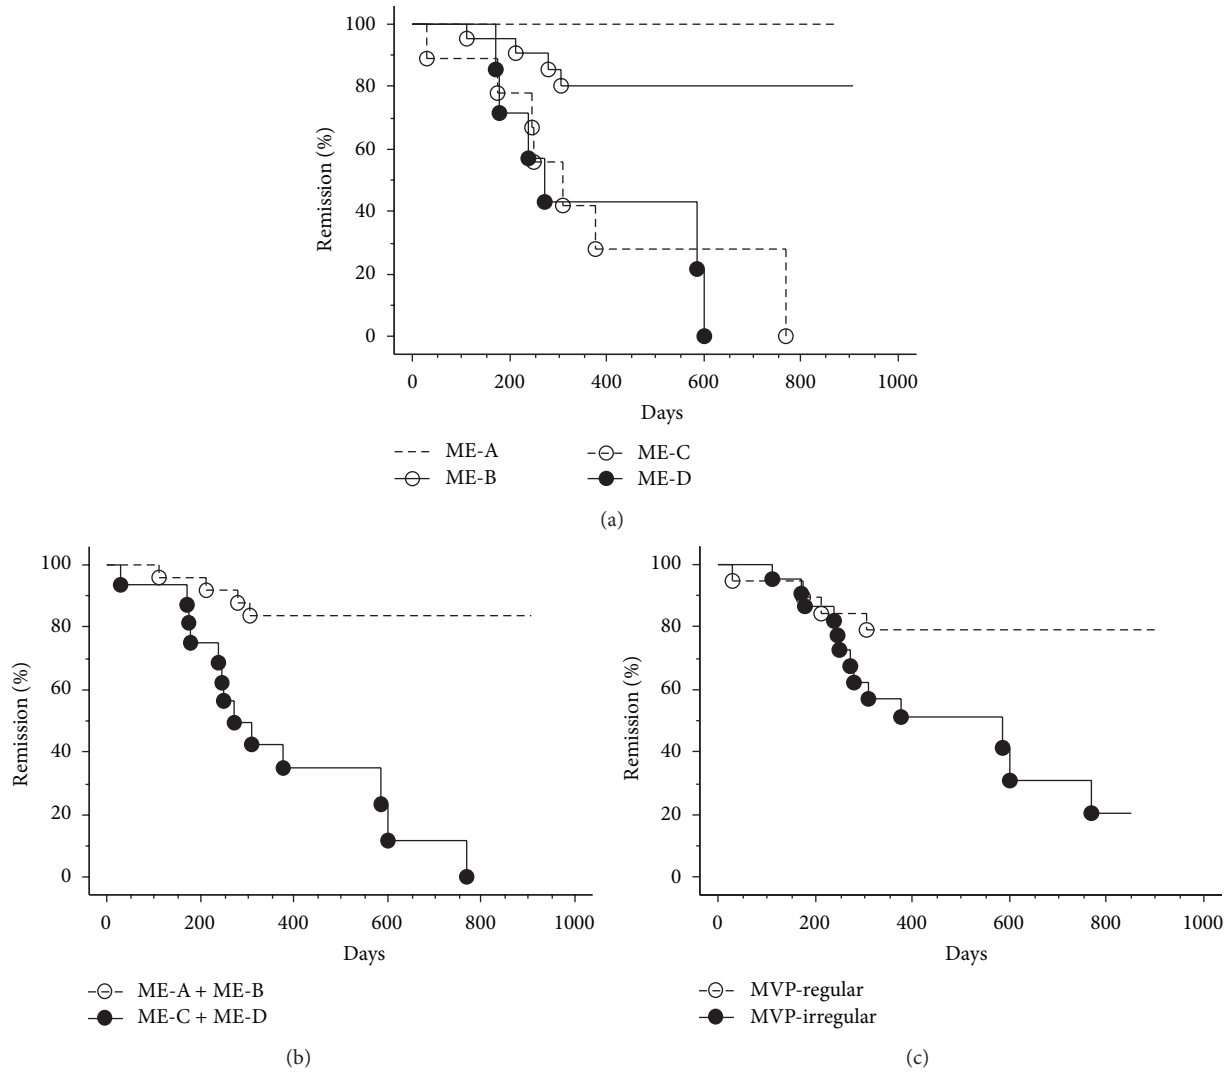 100
80
60
40
20
0
Remission (%)
0 200 400 600 800 1000
Days
ME-A ME-C
ME-B ME-D
(a)
100
80
60
40
20
0
Remission (%)
0 200 400 600 800 1000
Days
ME-A + ME-B
ME-C + ME-D
(b)
100
80
60
40
20
0
Remission (%)
0 200 400 600 800 1000
Days
MVP-regular
MVP-irregular
(c)